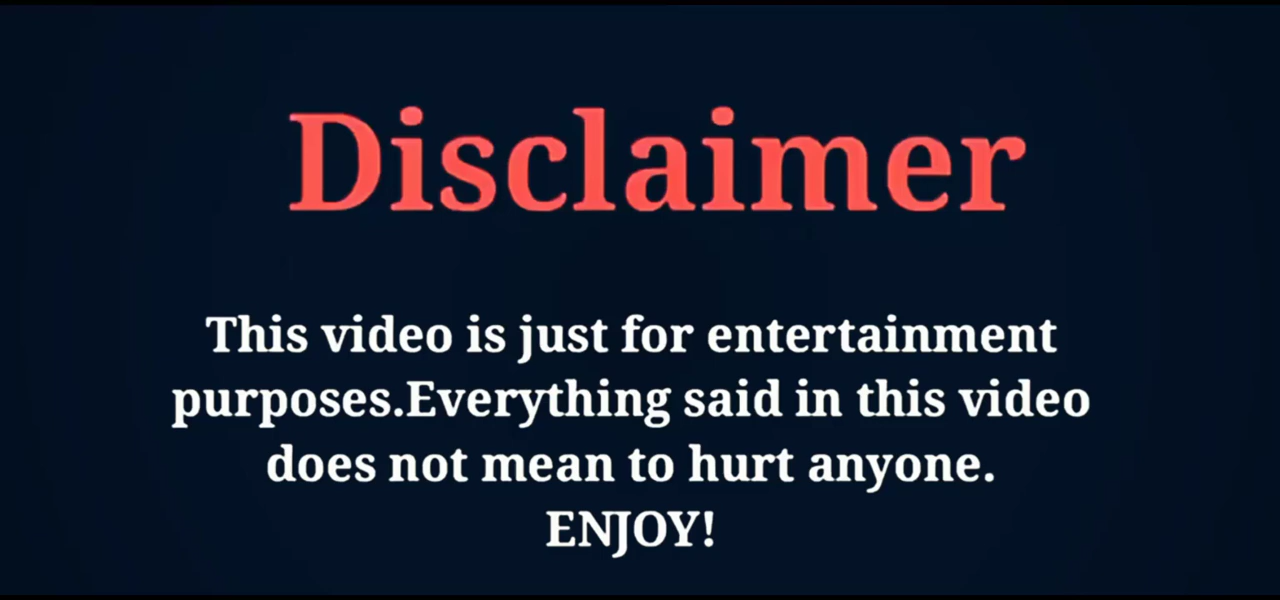 Disclaimer
This video is just for entertainment
purposes.Everything said in this video
does not mean to hurt anyone.
ENJOY!